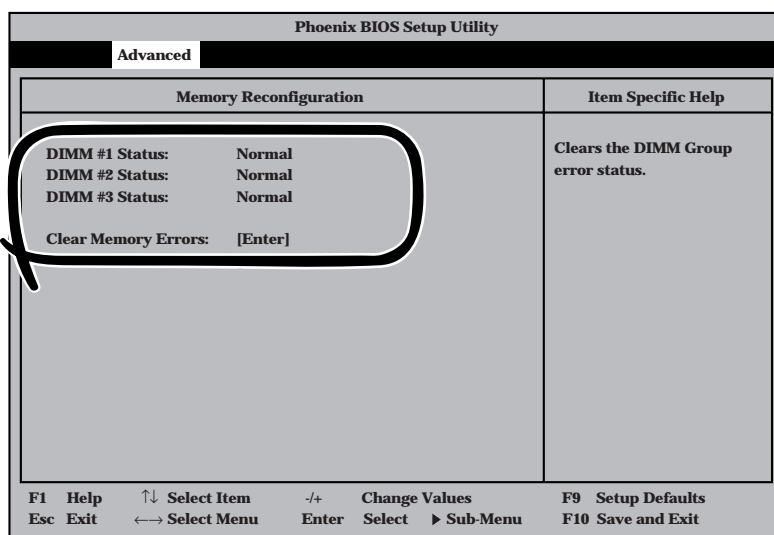 Phoenix BIOS Setup Utility
Advanced
Memory Reconfiguration
Item Specific Help
DIMM #1 Status: Normal
DIMM #2 Status: Normal
DIMM #3 Status: Normal
Clear Memory Errors: [Enter]
Clears the DIMM Group
error status.
F1 Help ↑↓ Select Item -/+ Change Values F9 Setup Defaults
Esc Exit ←→ Select Menu Enter Select ▶ Sub-Menu F10 Save and Exit